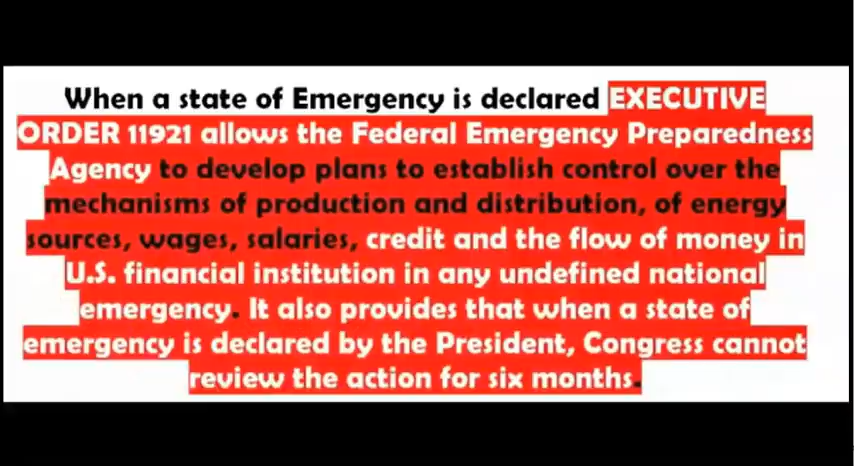 When a state of Emergency is declared EXECUTIVE
ORDER 11921 allows the Federal Emergency Preparedness
Agency to develop plans to establish control over the
mechanisms of production and distribution, of energy
sources, wages, salaries, credit and the flow of money in
U.S. financial institution in any undefined national
emergency. It also provides that when a state of
emergency is declared by the President, Congress cannot
review the action for six months.